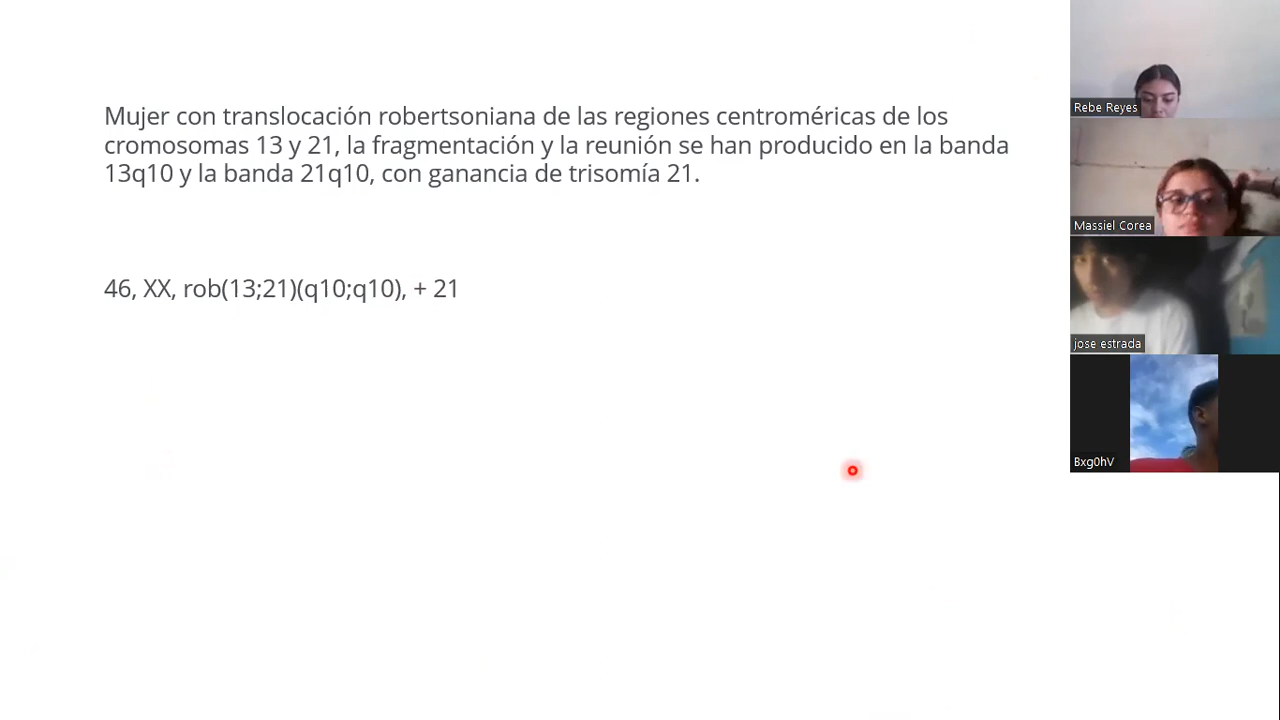 Mujer con translocación robertsoniana de las regiones centroméricas de los
cromosomas 13 y 21, la fragmentación y la reunión se han producido en la banda
13q10 y la banda 21q10, con ganancia de trisomía 21.
46, XX, rob(13;21)(q10;q10), + 21
Rebe Reyes
Massiel Corea
jose estrada
Bxg0hV